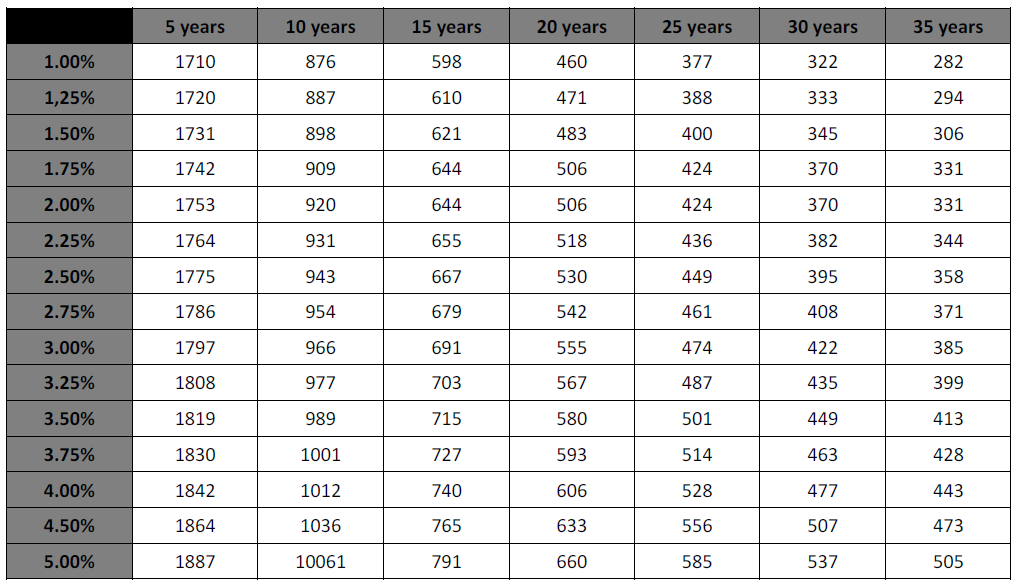 5 years 10 years 15 years 20 years 25 years 30 years 35 years
1.00% 1710 876 598 460 377 322 282
1,25% 1720 887 610 471 388 333 294
1.50% 1731 898 621 483 400 345 306
1.75% 1742 909 644 506 424 370 331
2.00% 1753 920 644 506 424 370 331
2.25% 1764 931 655 518 436 382 344
2.50% 1775 943 667 530 449 395 358
2.75% 1786 954 679 542 461 408 371
3.00% 1797 966 691 555 474 422 385
3.25% 1808 977 703 567 487 435 399
3.50% 1819 989 715 580 501 449 413
3.75% 1830 1001 727 593 514 463 428
4.00% 1842 1012 740 606 528 477 443
4.50% 1864 1036 765 633 556 507 473
5.00% 1887 10061 791 660 585 537 505